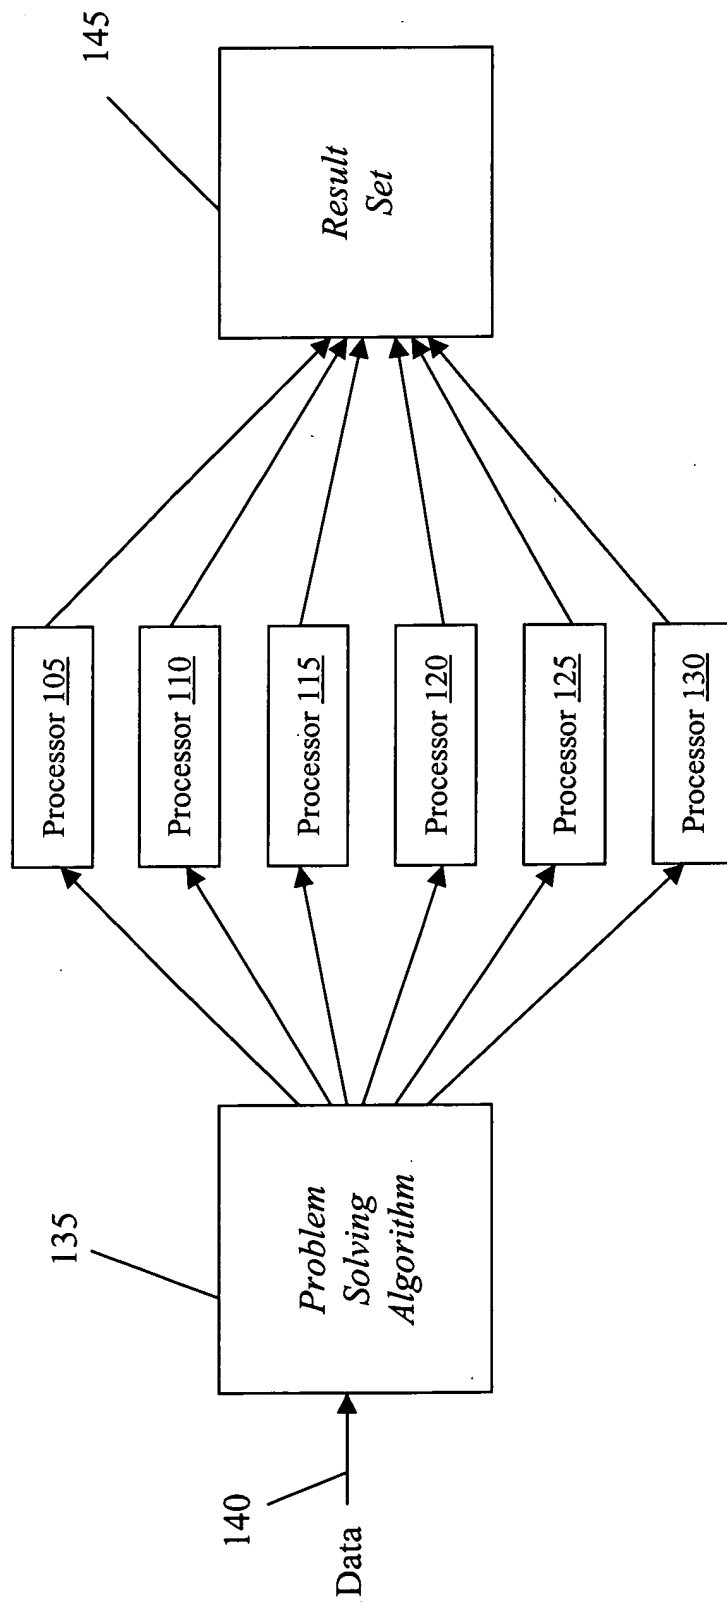 140
Data
135
Problem
Solving
Algorithm
Processor 105
Processor 110
Processor 115
Processor 120
Processor 125
Processor 130
145
Result
Set